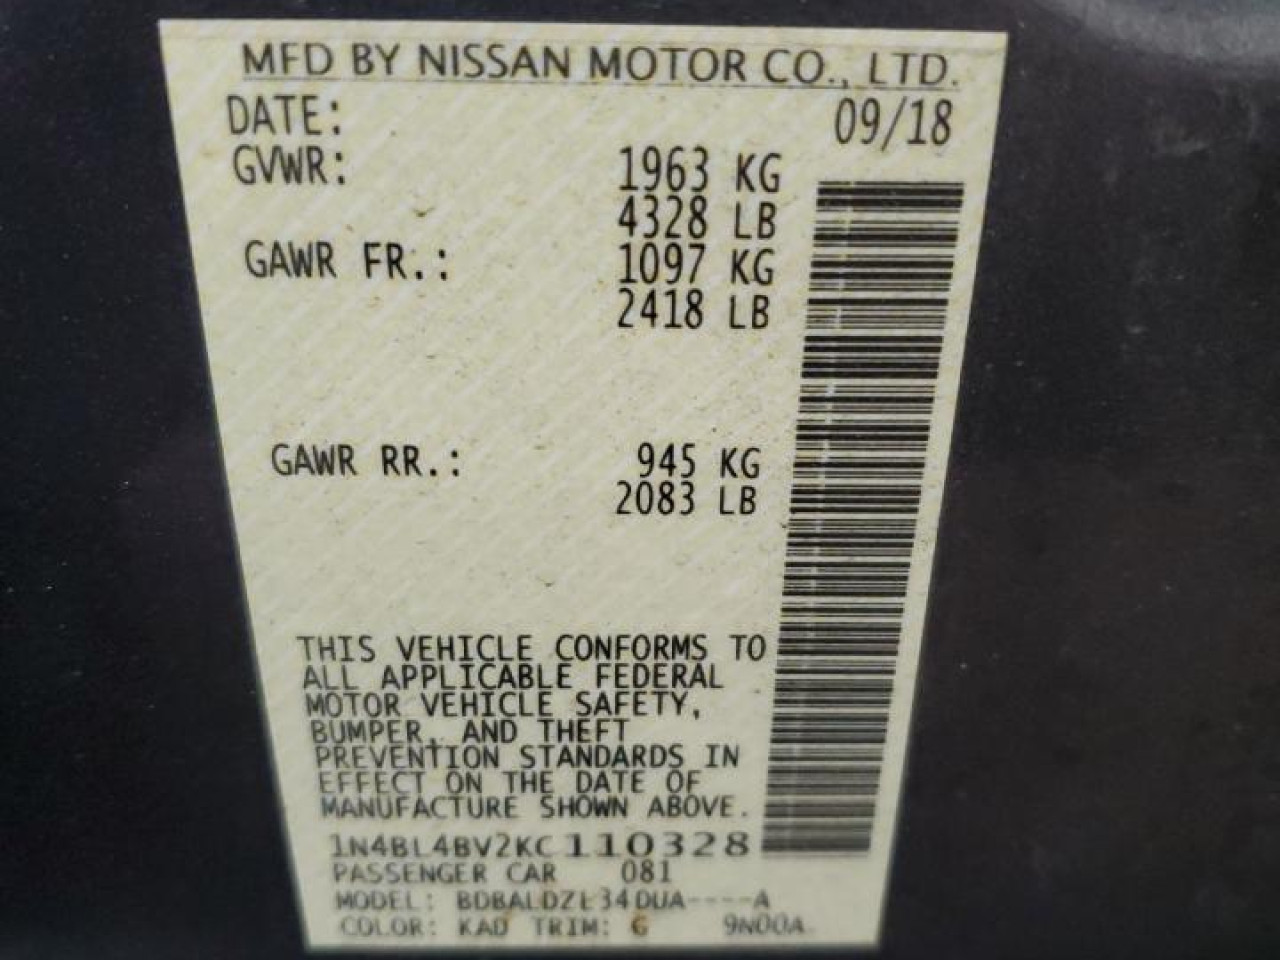 MFD BY NISSAN MOTOR CO., LTD.
DATE: 09/18
GVWR: 1963 KG
4328 LB
GAWR FR.: 1097 KG
2418 LB
GAWR RR.: 945 KG
2083 LB
THIS VEHICLE CONFORMS TO
ALL APPLICABLE FEDERAL
MOTOR VEHICLE SAFETY,
BUMPER, AND THEFT
PREVENTION STANDARDS IN
EFFECT ON THE DATE OF
MANUFACTURE SHOWN ABOVE.
1N4BL4BV2KC110328
PASSENGER CAR 081
MODEL: BDBALDZL34DUA----A
COLOR: KAD TRIM: G 9N00A